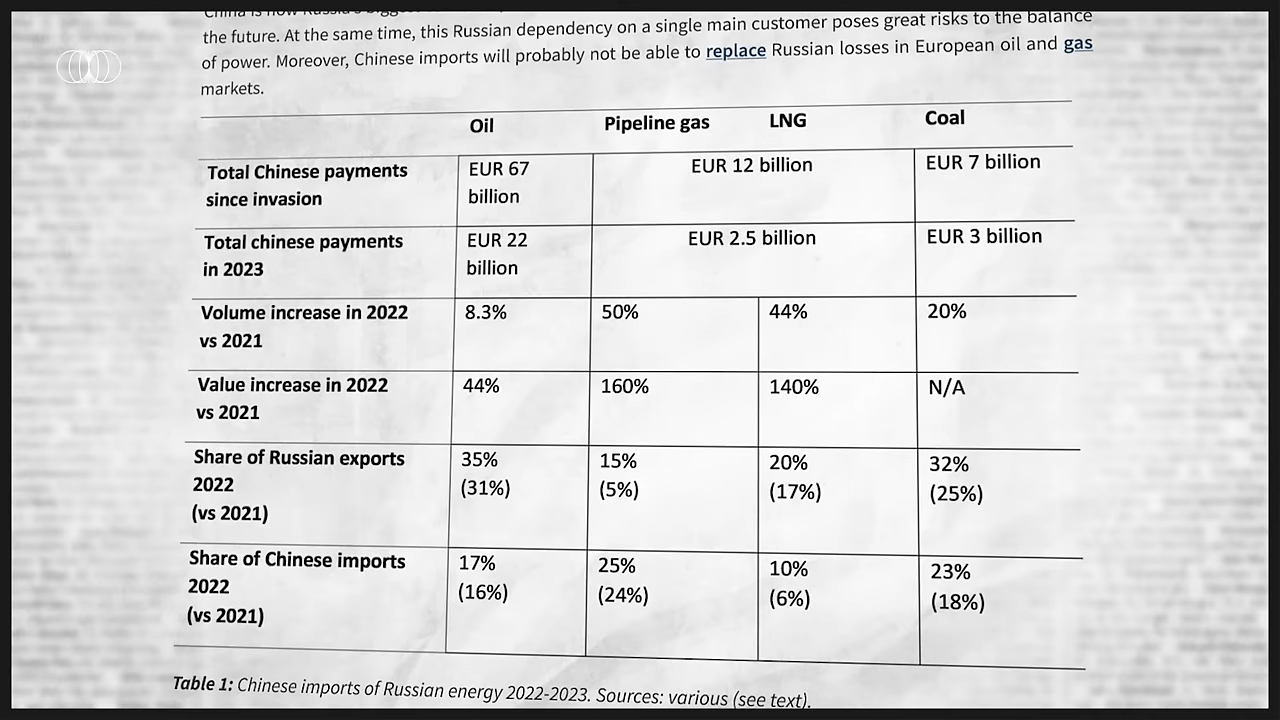 China is now Russia's biggest
the future. At the same time, this Russian dependency on a single main customer poses great risks to the balance
of power. Moreover, Chinese imports will probably not be able to replace Russian losses in European oil and gas
markets.
Oil Pipeline gas LNG Coal
Total Chinese payments
since invasion
EUR 67
billion
EUR 12 billion
EUR 7 billion
Total chinese payments
in 2023
EUR 22
billion
EUR 2.5 billion
EUR 3 billion
Volume increase in 2022
vs 2021
8.3%
50%
44%
20%
Value increase in 2022
vs 2021
44%
160%
140%
N/A
Share of Russian exports
2022
(vs 2021)
35%
(31%)
15%
(5%)
20%
(17%)
32%
(25%)
Share of Chinese imports
2022
(vs 2021)
17%
(16%)
25%
(24%)
10%
(6%)
23%
(18%)
Table 1: Chinese imports of Russian energy 2022-2023. Sources: various (see text).